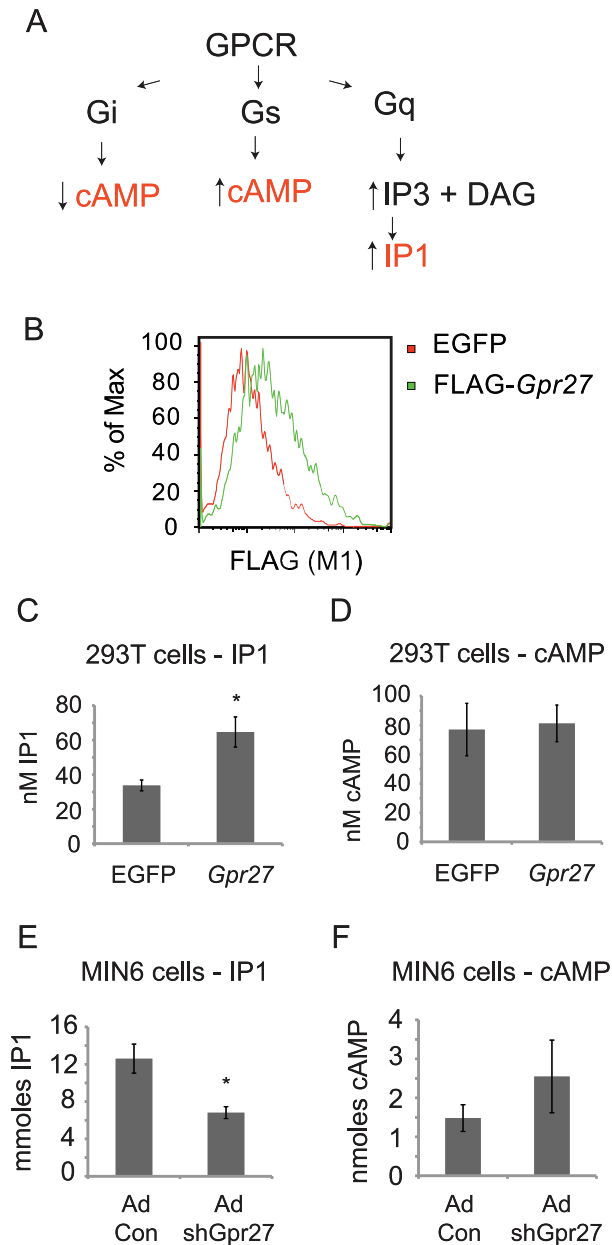 A
GPCR
Gi Gs Gq
↓ cAMP ↑ cAMP ↑ IP3 + DAG
↑ IP1
B
% of Max
100
80
60
40
20
0
FLAG (M1)
EGFP
FLAG-Gpr27
C
293T cells - IP1
nM IP1
80
60
40
20
0
*
EGFP Gpr27
D
293T cells - cAMP
nM cAMP
100
80
60
40
20
0
EGFP Gpr27
E
MIN6 cells - IP1
mmoles IP1
16
12
8
4
0
*
Ad Ad
Con shGpr27
F
MIN6 cells - cAMP
nmoles cAMP
4
3
2
1
0
Ad Ad
Con shGpr27